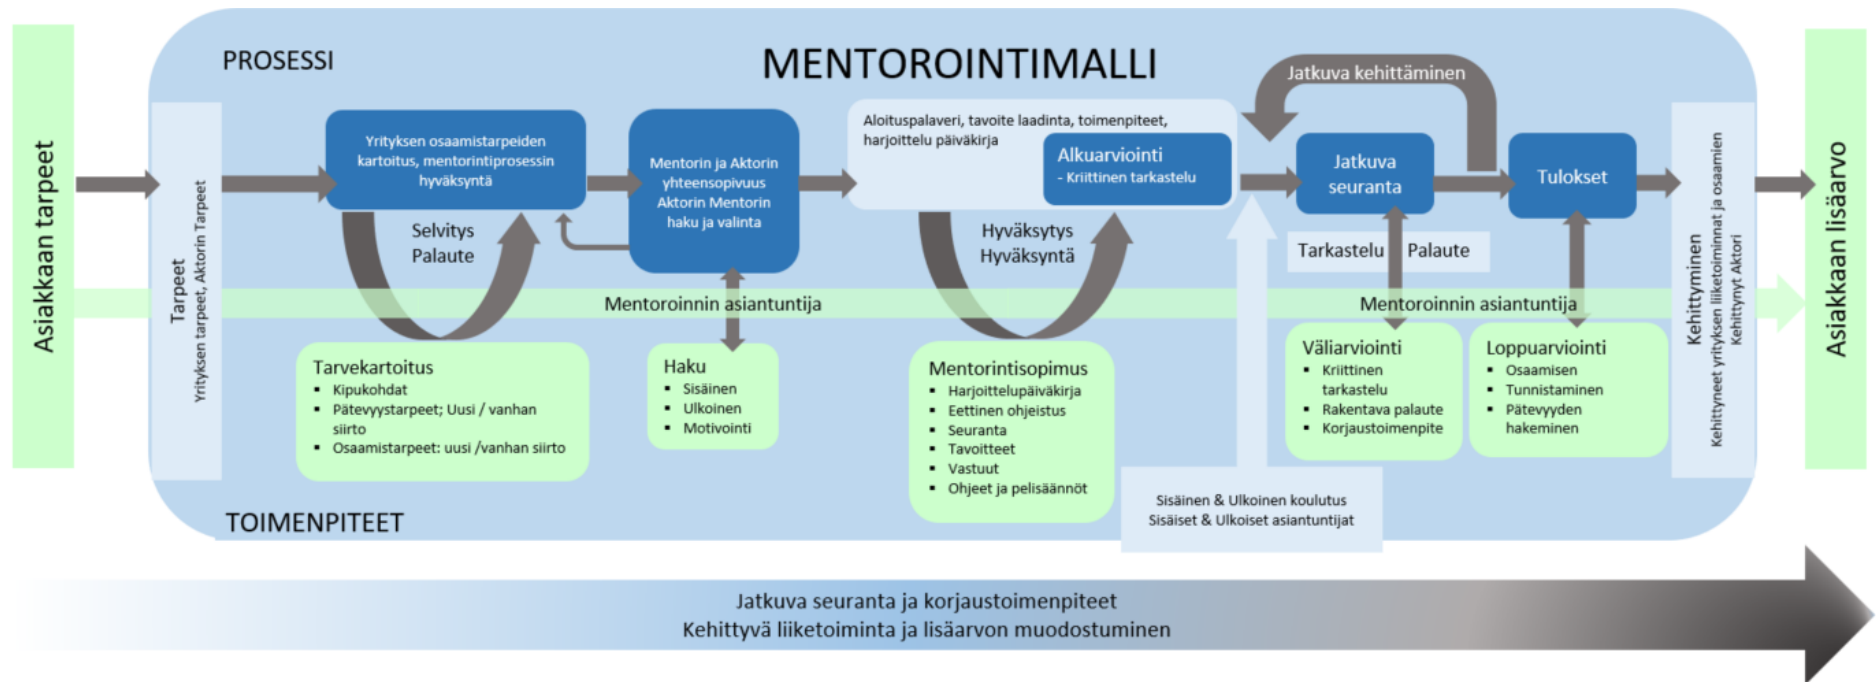 Asiakkaan tarpeet
PROSESSI
MENTOROINTIMALLI
Tarpeet
Yrityksen tarpeet, Aktorin Tarpeet
Yrityksen osaamistarpeiden
kartoitus, mentorintiprosessin
hyväksyntä
Selvitys
Palaute
Mentorin ja Aktorin
yhteensopivuus
Aktorin Mentorin
haku ja valinta
Aloituspalaveri, tavoite laadinta, toimenpiteet,
harjoittelu päiväkirja
Alkuarviointi
- Kriittinen tarkastelu
Hyväksytys
Hyväksyntä
Jatkuva kehittäminen
Jatkuva
seuranta
Tulokset
Tarkastelu
Palaute
Mentoroinnin asiantuntija
Mentoroinnin asiantuntija
Tarvekartoitus
▪ Kipukohdat
▪ Pätevyystarpeet; Uusi / vanhan
siirto
▪ Osaamistarpeet: uusi /vanhan siirto
Haku
▪ Sisäinen
▪ Ulkoinen
▪ Motivointi
Mentorintisopimus
▪ Harjoittelupäiväkirja
▪ Eettinen ohjeistus
▪ Seuranta
▪ Tavoitteet
▪ Vastuut
▪ Ohjeet ja pelisäännöt
Sisäinen & Ulkoinen koulutus
Sisäiset & Ulkoiset asiantuntijat
Väliarviointi
▪ Kriittinen
tarkastelu
▪ Rakentava palaute
▪ Korjaustoimenpite
Loppuarviointi
▪ Osaamisen
▪ Tunnistaminen
▪ Pätevyyden
hakeminen
Kehittyminen
Kehittyneet yrityksen liiketoiminnat ja osaamien
Kehittynyt Aktori
Asiakkaan lisäarvo
TOIMENPITEET
Jatkuva seuranta ja korjaustoimenpiteet
Kehittyvä liiketoiminta ja lisäarvon muodostuminen